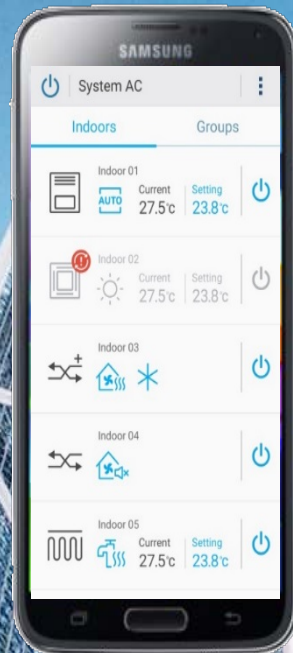 SAMSUNG
System AC
Indoors Groups
Indoor 01
AUTO
Current Setting
27.5℃ 23.8℃
Indoor 02
Current Setting
27.5℃ 23.8℃
Indoor 03
Indoor 04
Indoor 05
Current Setting
27.5℃ 23.8℃